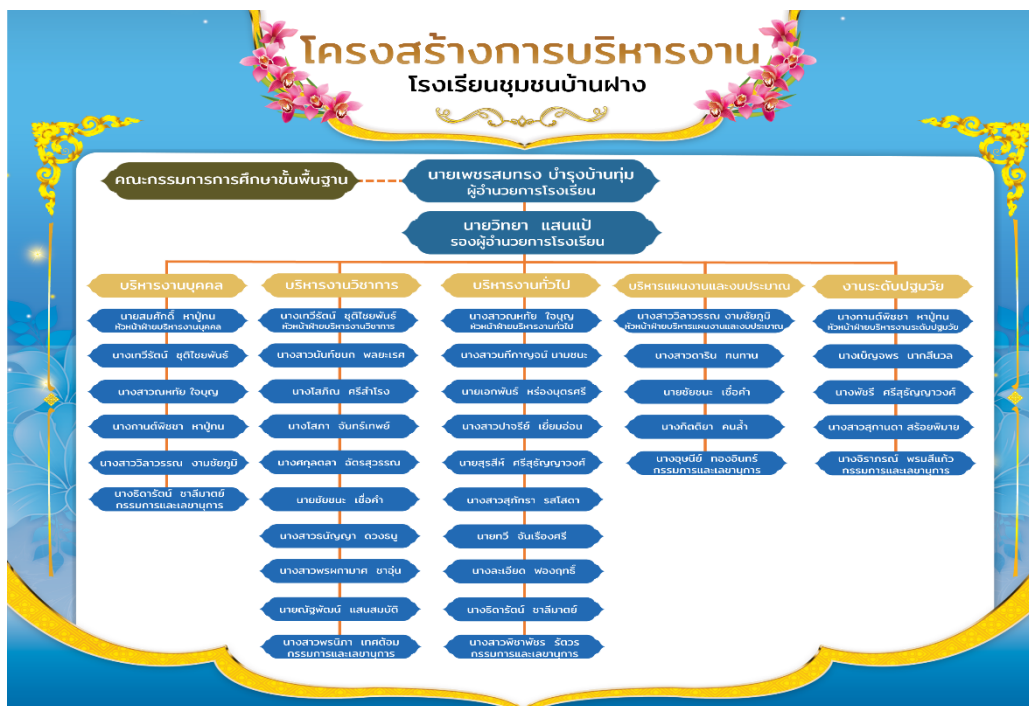 โครงสร้างการบริหารงาน
โรงเรียนชุมชนบ้านฝาง
คณะกรรมการการศึกษาขั้นพื้นฐาน
นายเพชรสมทรง บำรุงบ้านทุ่ม
ผู้อำนวยการโรงเรียน
นายวิทยา แสนแป้
รองผู้อำนวยการโรงเรียน
บริหารงานบุคคล
นายสมศักดิ์ หาปู่ทน
หัวหน้าฝ่ายบริหารงานบุคคล
นางเทวีรัตน์ ชุติไชยพันธ์
นางสาวณหทัย ใจบุญ
นางกานต์พิชชา หาปู่ทน
นางสาววิลาวรรณ งามชัยภูมิ
นางธิดารัตน์ ชาลีมาตย์
กรรมการและเลขานุการ
บริหารงานวิชาการ
นางเทวีรัตน์ ชุติไชยพันธ์
หัวหน้าฝ่ายบริหารงานวิชาการ
นางสาวนันท์ชนก พลยะเรศ
นางโสภิณ ศรีสำโรง
นางโสภา จันทร์เทพย์
นางศกุลตลา ฉัตรสุวรรณ
นายชัยชนะ เชื่อคำ
นางสาวธนัญญา ดวงธนู
นางสาวพรผกามาศ ชาอุ่น
นายณัฐพัฒน์ แสนสมบัติ
นางสาวพรนิภา เทศต้อม
กรรมการและเลขานุการ
บริหารงานทั่วไป
นางสาวณหทัย ใจบุญ
หัวหน้าฝ่ายบริหารงานทั่วไป
นางสาวนทีกาญจน์ นามชนะ
นายเอกพันธ์ หร่องบุตรศรี
นางสาวปาจรีย์ เยี่ยมอ่อน
นายสุรสีห์ ศรีสุธัญญาวงศ์
นางสาวสุภัทรา รสโสดา
นายทวี จันเรืองศรี
นางละเอียด ฟองฤทธิ์
นางธิดารัตน์ ชาลีมาตย์
นางสาวพิชาพัชร รัตวร
กรรมการและเลขานุการ
บริหารแผนงานและงบประมาณ
นางสาววิลาวรรณ งามชัยภูมิ
หัวหน้าฝ่ายบริหารแผนงานและงบประมาณ
นางสาวดาริน ทนทาน
นายชัยชนะ เชื่อคำ
นางกิตติยา คนล้ำ
นางอุษณีย์ ทองอินทร์
กรรมการและเลขานุการ
งานระดับปฐมวัย
นางกานต์พิชชา หาปู่ทน
หัวหน้าฝ่ายบริหารงานระดับปฐมวัย
นางเบ็ญจพร นากสีนวล
นางพัชรี ศรีสุธัญญาวงศ์
นางสาวสุกานดา สร้อยพิมาย
นางจิราภรณ์ พรมสีแก้ว
กรรมการและเลขานุการ